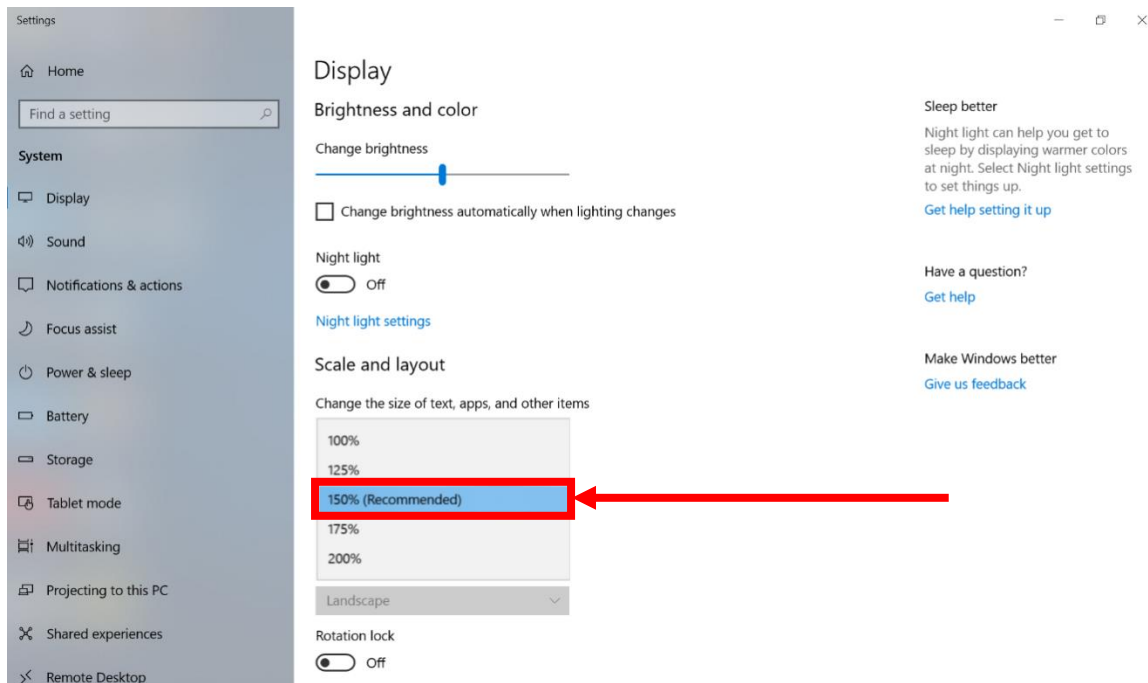 Settings
Home
Find a setting
System
Display
Sound
Notifications & actions
Focus assist
Power & sleep
Battery
Storage
Tablet mode
Multitasking
Projecting to this PC
Shared experiences
Remote Desktop
Display
Brightness and color
Change brightness
Change brightness automatically when lighting changes
Night light
Off
Night light settings
Scale and layout
Change the size of text, apps, and other items
100%
125%
150% (Recommended)
175%
200%
Landscape
Rotation lock
Off
Sleep better
Night light can help you get to
sleep by displaying warmer colors
at night. Select Night light settings
to set things up.
Get help setting it up
Have a question?
Get help
Make Windows better
Give us feedback